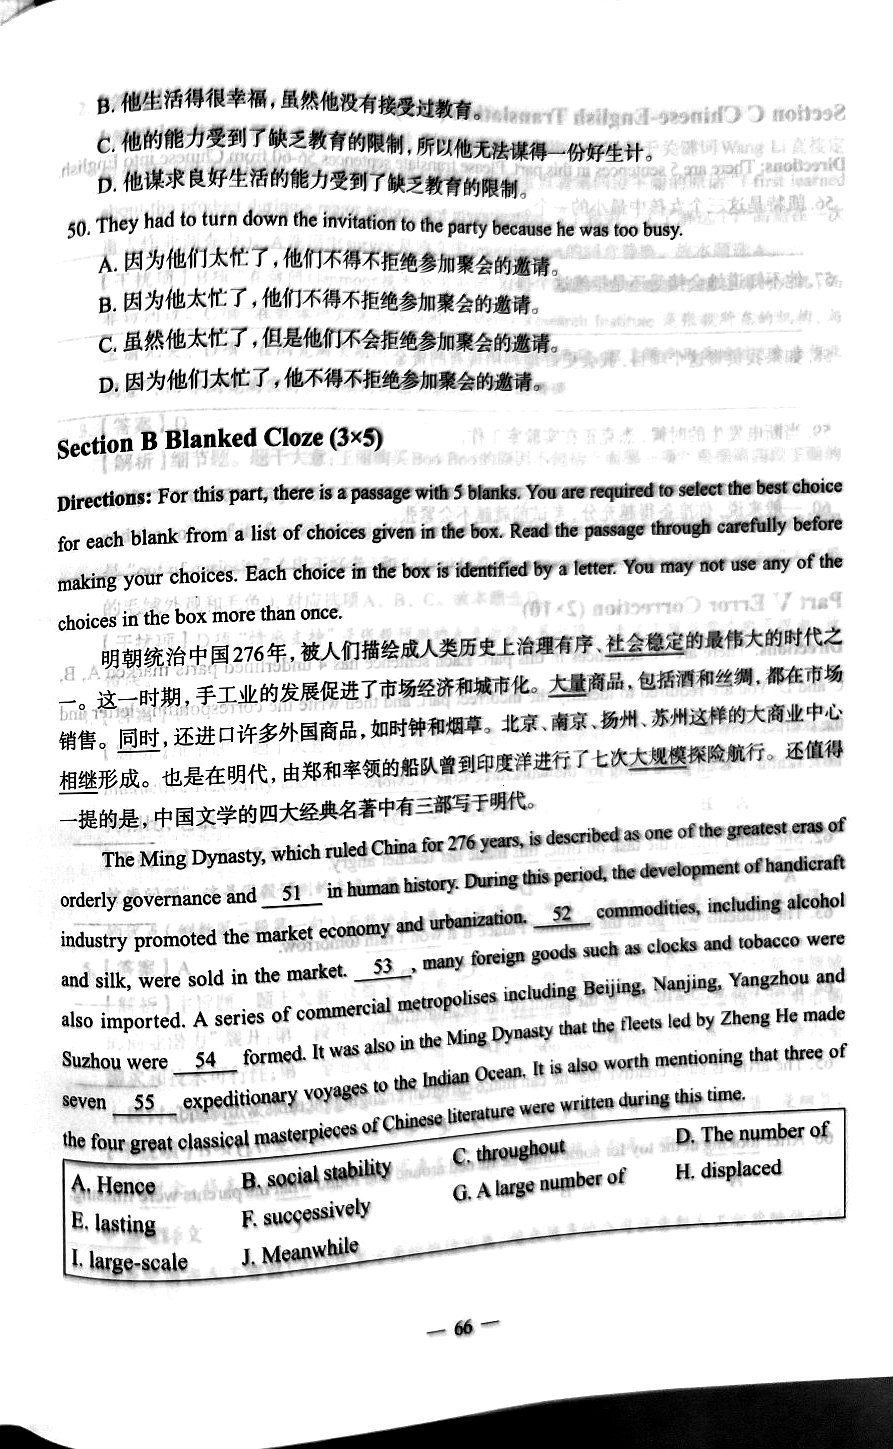 B. 他生活得很幸福，虽然他没有接受过教育。
C. 他的能力受到了缺乏教育的限制，所以他无法谋得一份好生计。
D. 他谋求良好生活的能力受到了缺乏教育的限制。
50. They had to turn down the invitation to the party because he was too busy.
A. 因为他们太忙了，他们不得不拒绝参加聚会的邀请。
B. 因为他太忙了，他们不得不拒绝参加聚会的邀请。
C. 虽然他太忙了，但是他们不会拒绝参加聚会的邀请。
D. 因为他们太忙了，他不得不拒绝参加聚会的邀请。
Section B Blanked Cloze (3×5)
Directions: For this part, there is a passage with 5 blanks. You are required to select the best choice
for each blank from a list of choices given in the box. Read the passage through carefully before
making your choices. Each choice in the box is identified by a letter. You may not use any of the
choices in the box more than once.
明朝统治中国276年，被人们描绘成人类历史上治理有序、社会稳定的最伟大的时代之
一。这一时期，手工业的发展促进了市场经济和城市化。大量商品，包括酒和丝绸，都在市场
销售。同时，还进口许多外国商品，如时钟和烟草。北京、南京、扬州、苏州这样的大商业中心
相继形成。也是在明代，由郑和率领的船队曾到印度洋进行了七次大规模探险航行。还值得
一提的是，中国文学的四大经典名著中有三部写于明代。
The Ming Dynasty, which ruled China for 276 years, is described as one of the greatest eras of
orderly governance and 51 in human history. During this period, the development of handicraft
industry promoted the market economy and urbanization. 52 commodities, including alcohol
and silk, were sold in the market. 53 , many foreign goods such as clocks and tobacco were
also imported. A series of commercial metropolises including Beijing, Nanjing, Yangzhou and
Suzhou were 54 formed. It was also in the Ming Dynasty that the fleets led by Zheng He made
seven 55 expeditionary voyages to the Indian Ocean. It is also worth mentioning that three of
the four great classical masterpieces of Chinese literature were written during this time.
A. Hence B. social stability C. throughout D. The number of
E. lasting F. successively G. A large number of H. displaced
I. large-scale J. Meanwhile
— 66 —